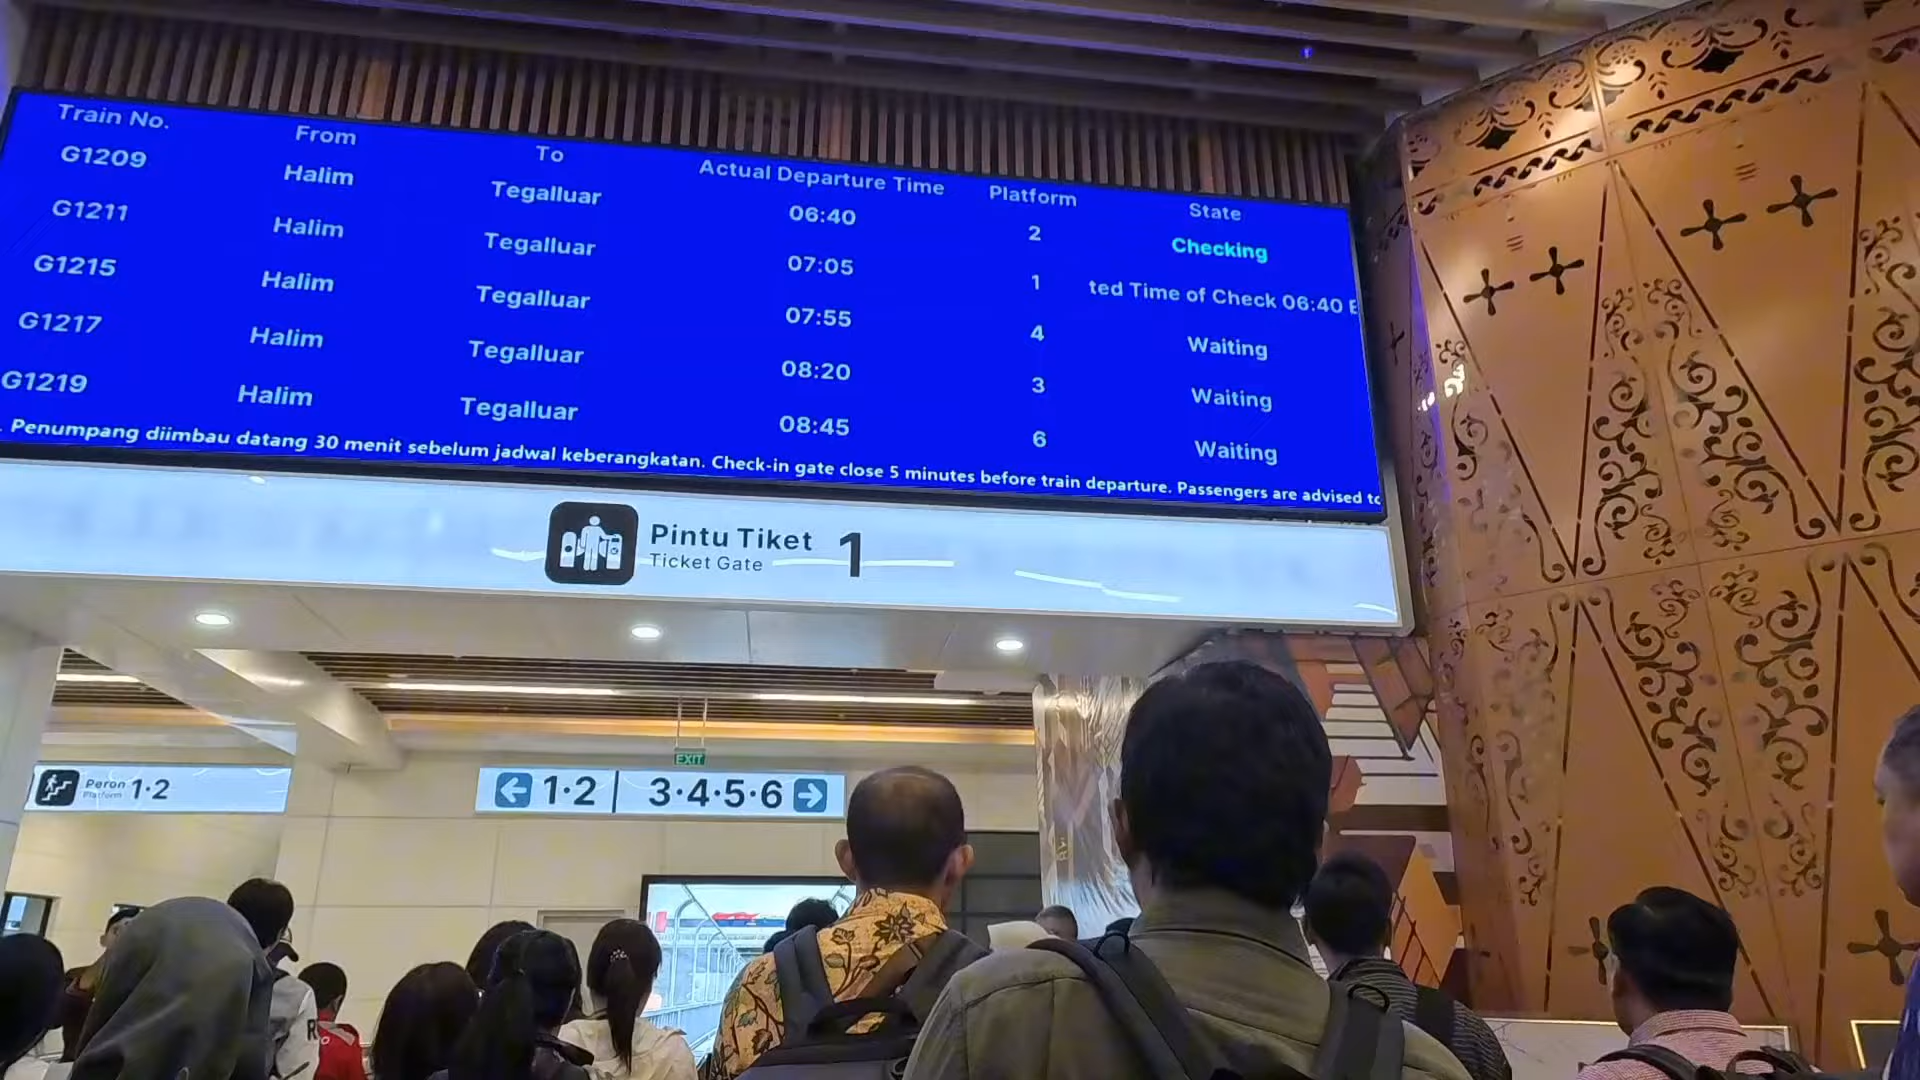 Train No. From To Actual Departure Time Platform State
G1209 Halim Tegalluar 06:40 2 Checking
G1211 Halim Tegalluar 07:05 1 ted Time of Check 06:40 E
G1215 Halim Tegalluar 07:55 4 Waiting
G1217 Halim Tegalluar 08:20 3 Waiting
G1219 Halim Tegalluar 08:45 6 Waiting
. Penumpang diimbau datang 30 menit sebelum jadwal keberangkatan. Check-in gate close 5 minutes before train departure. Passengers are advised to
Pintu Tiket 1
Ticket Gate
EXIT
Peron 1·2
Platform
1·2 | 3·4·5·6
R